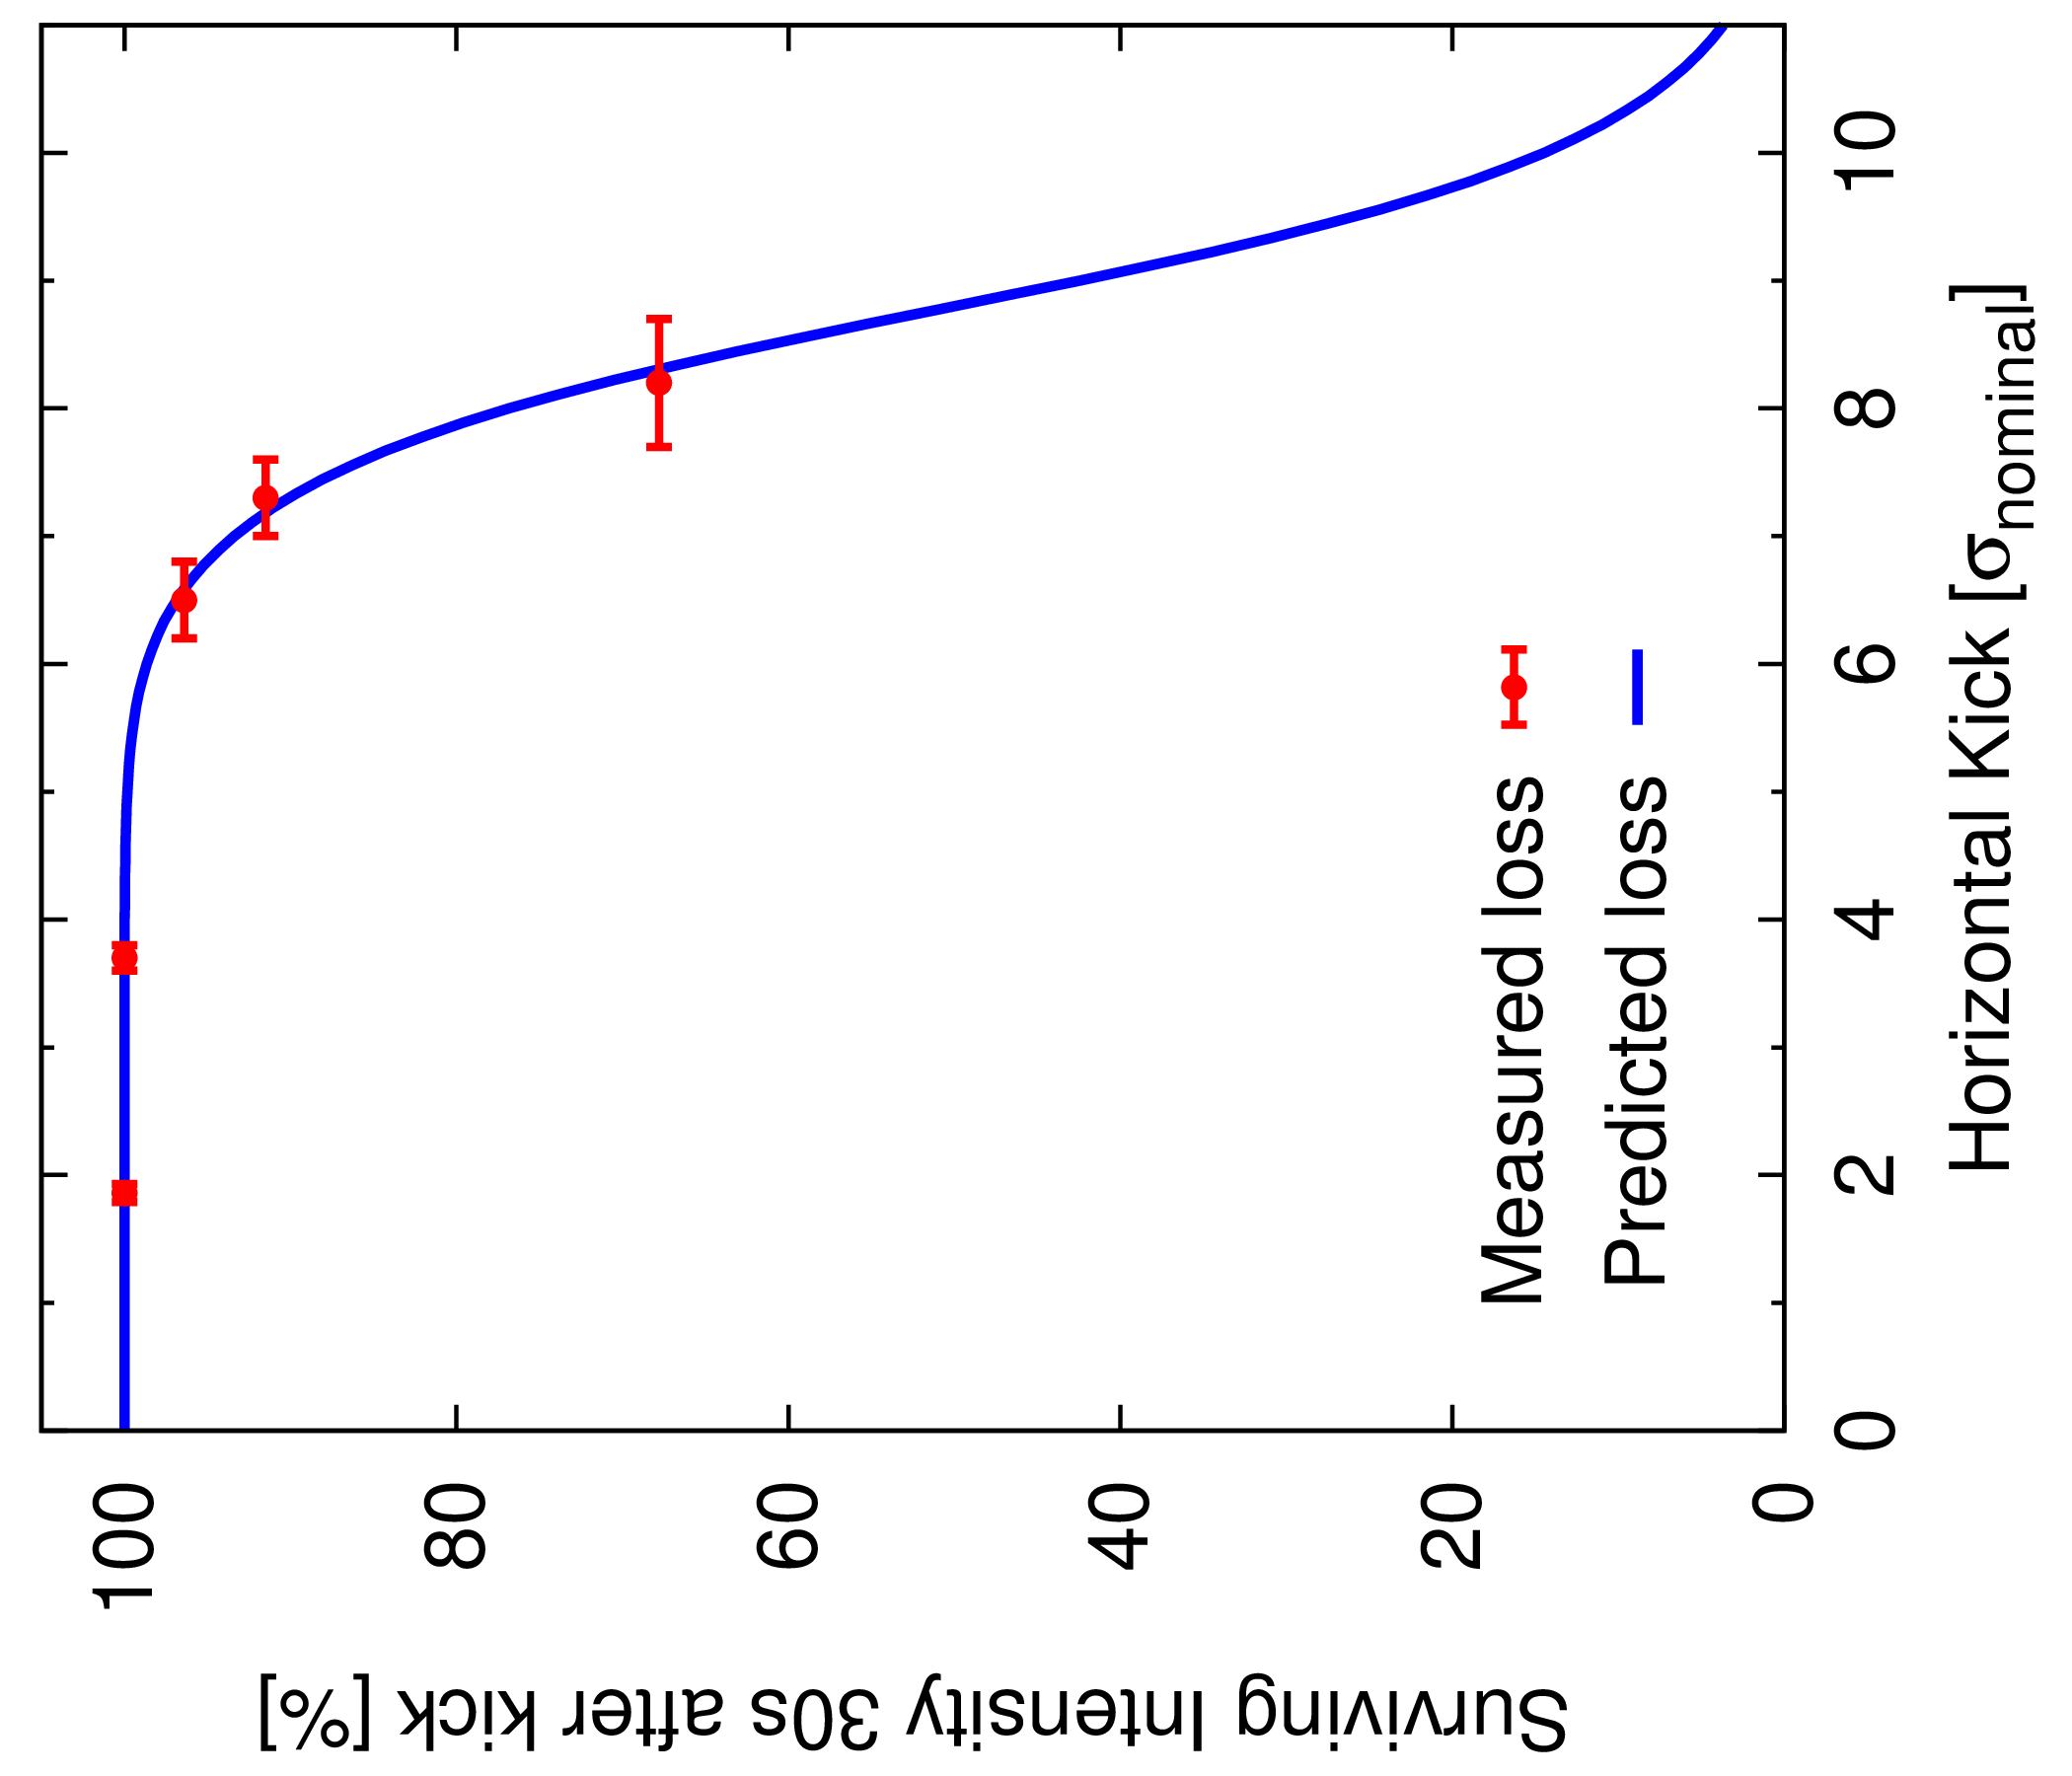 Surviving Intensity 30s after kick [%]
100
80
60
40
20
0
0 2 4 6 8 10
Horizontal Kick [σnominal]
Measured loss
Predicted loss